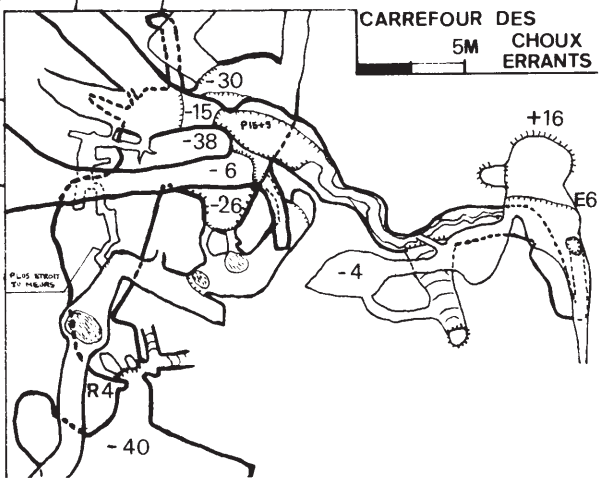 CARREFOUR DES
CHOUX
ERRANTS
5M
-30
-15
P15+5
-38
-6
-26
+16
E6
-4
PLUS ETROIT
TU MEURS
R4
-40